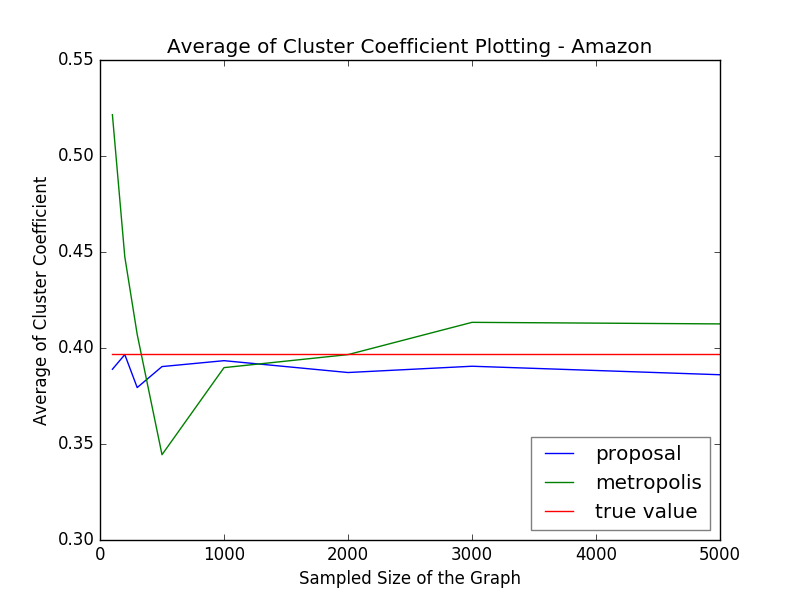 Average of Cluster Coefficient Plotting - Amazon
0.55
0.50
0.45
0.40
0.35
0.30
Average of Cluster Coefficient
proposal
metropolis
true value
0 1000 2000 3000 4000 5000
Sampled Size of the Graph